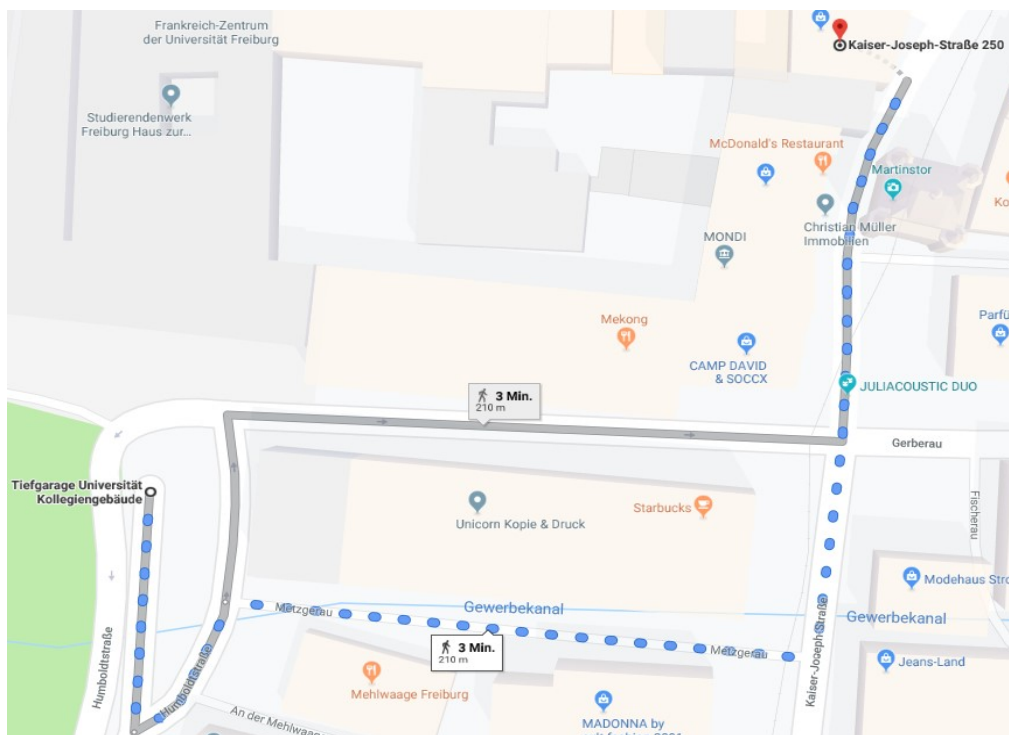 Frankreich-Zentrum
der Universität Freiburg
Kaiser-Joseph-Straße 250
Studierendenwerk
Freiburg Haus zur...
McDonald's Restaurant
Martinstor
Ko
Christian Müller
Immobilien
MONDI
Mekong
Parfü
CAMP DAVID
& SOCCX
JULIACOUSTIC DUO
3 Min.
210 m
Gerberau
Tiefgarage Universität
Kollegiengebäude
Starbucks
Unicorn Kopie & Druck
Fischerau
Modehaus Stro
Metzgerau
Gewerbekanal
Gewerbekanal
Kaiser-Joseph-Straße
3 Min.
210 m
Metzgerau
Jeans-Land
Humboldtstraße
Humboldtstraße
Mehlwaage Freiburg
An der Mehlwaage
MADONNA by